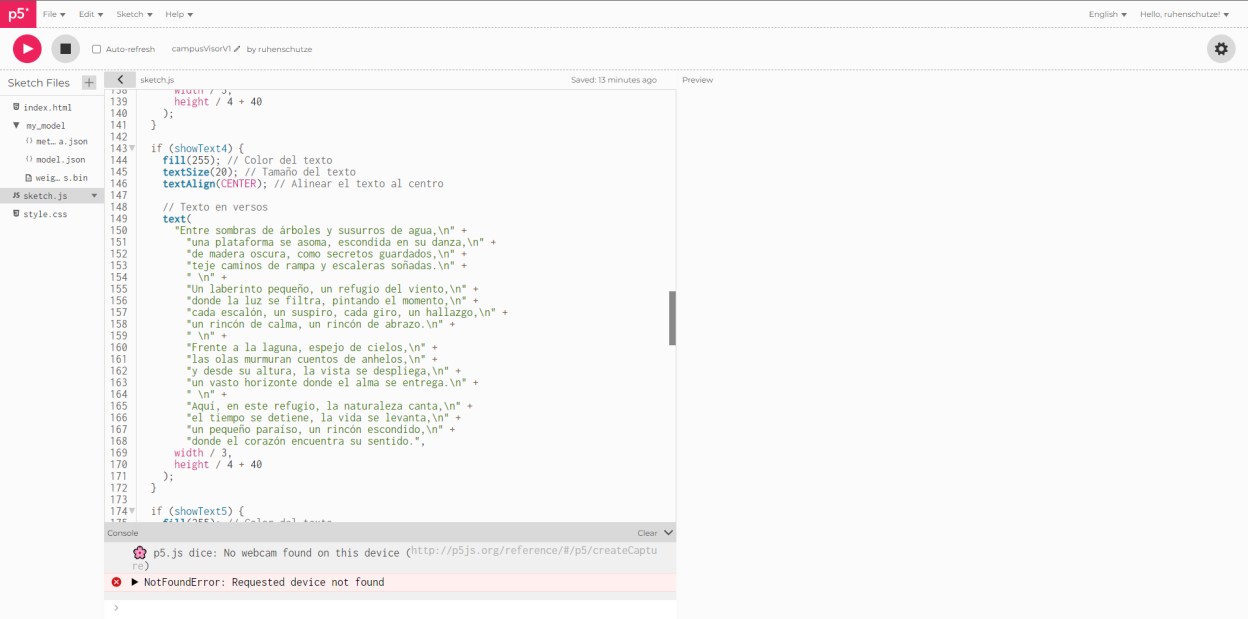 p5* File Edit Sketch Help English Hello, ruhenschutze!
Auto-refresh campusVisorV1 by ruhenschutze
Sketch Files + sketch.js Saved: 13 minutes ago Preview
index.html
my_model
{} met... a.json
{} model.json
weig... s.bin
JS sketch.js
style.css
138 width / 3,
139 height / 4 + 40
140 );
141 }
142
143 if (showText4) {
144 fill(255); // Color del texto
145 textSize(20); // Tamaño del texto
146 textAlign(CENTER); // Alinear el texto al centro
147
148 // Texto en versos
149 text(
150 "Entre sombras de árboles y susurros de agua,\n" +
151 "una plataforma se asoma, escondida en su danza,\n" +
152 "de madera oscura, como secretos guardados,\n" +
153 "teje caminos de rampa y escaleras soñadas.\n" +
154 " \n" +
155 "Un laberinto pequeño, un refugio del viento,\n" +
156 "donde la luz se filtra, pintando el momento,\n" +
157 "cada escalón, un suspiro, cada giro, un hallazgo,\n" +
158 "un rincón de calma, un rincón de abrazo.\n" +
159 " \n" +
160 "Frente a la laguna, espejo de cielos,\n" +
161 "las olas murmuran cuentos de anhelos,\n" +
162 "y desde su altura, la vista se despliega,\n" +
163 "un vasto horizonte donde el alma se entrega.\n" +
164 " \n" +
165 "Aquí, en este refugio, la naturaleza canta,\n" +
166 "el tiempo se detiene, la vida se levanta,\n" +
167 "un pequeño paraíso, un rincón escondido,\n" +
168 "donde el corazón encuentra su sentido.",
169 width / 3,
170 height / 4 + 40
171 );
172 }
173
174 if (showText5) {
175 fill(255); // Color del texto
Console Clear
p5.js dice: No webcam found on this device (http://p5js.org/reference/#/p5/createCaptu
re)
NotFoundError: Requested device not found
>